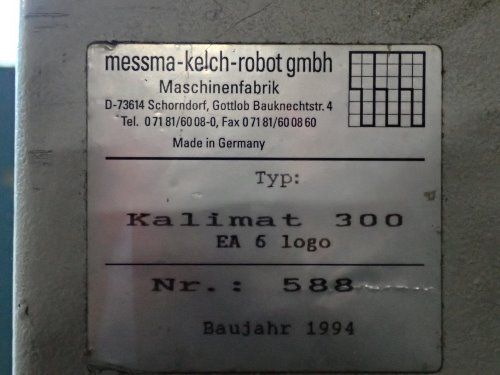 messma-kelch-robot gmbh
Maschinenfabrik
D-73614 Schorndorf, Gottlob Bauknechtstr. 4
Tel. 0 71 81/60 08-0, Fax 0 71 81/60 08 60
Made in Germany
Typ:
Kalimat 300
EA 6 logo
Nr.: 588
Baujahr 1994